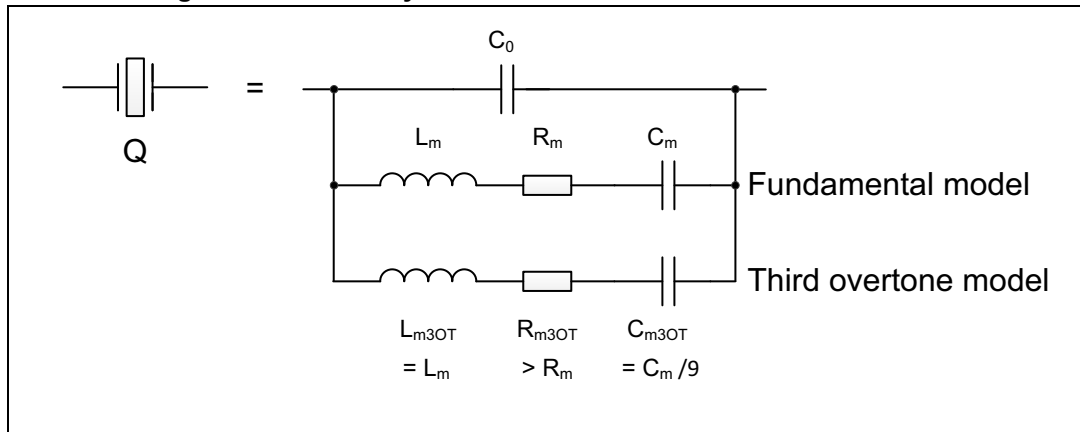 C0
Lm Rm Cm
=
Q
Fundamental model
Third overtone model
Lm3OT Rm3OT Cm3OT
= Lm > Rm = Cm /9